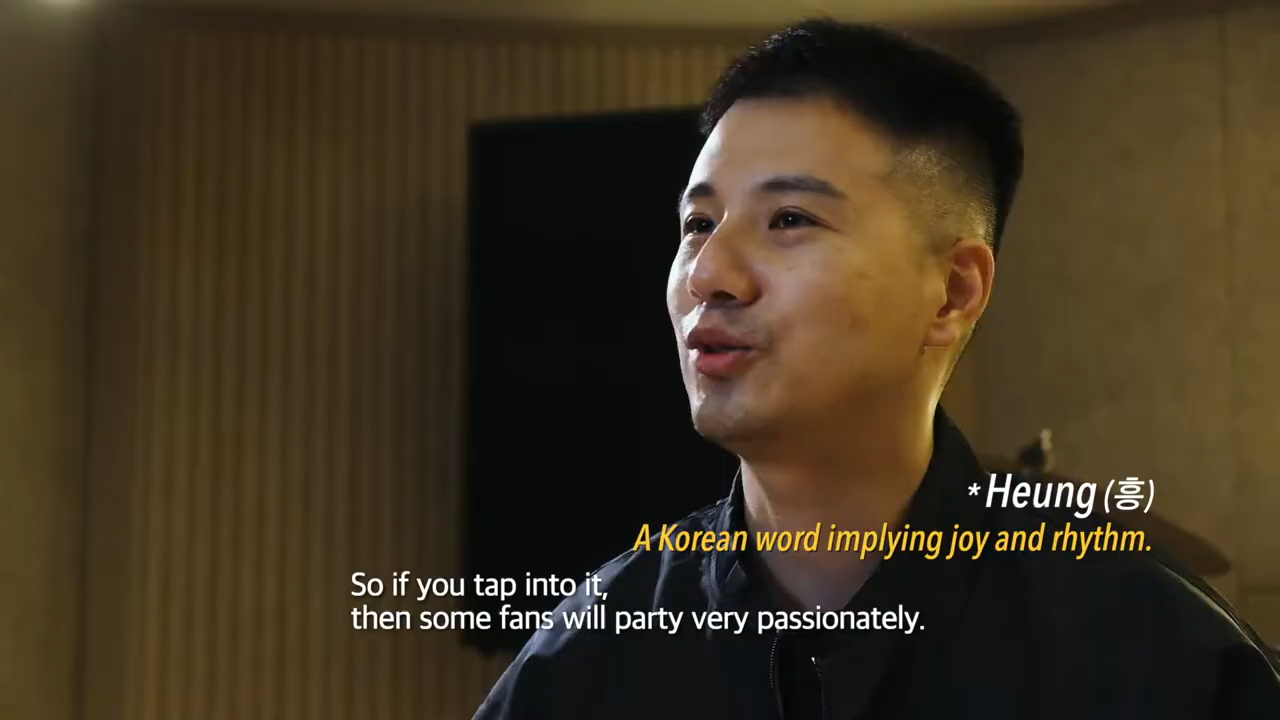 *Heung (흥)
A Korean word implying joy and rhythm.
So if you tap into it,
then some fans will party very passionately.